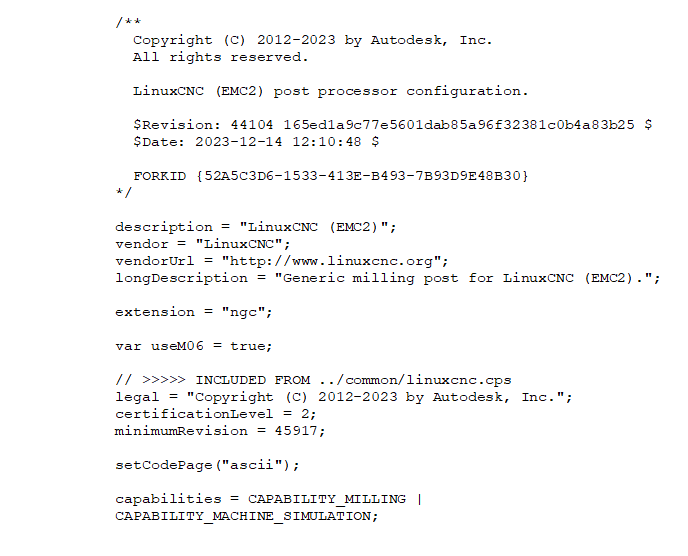 /**
Copyright (C) 2012-2023 by Autodesk, Inc.
All rights reserved.
LinuxCNC (EMC2) post processor configuration.
$Revision: 44104 165ed1a9c77e5601dab85a96f32381c0b4a83b25 $
$Date: 2023-12-14 12:10:48 $
FORKID {52A5C3D6-1533-413E-B493-7B93D9E48B30}
*/
description = "LinuxCNC (EMC2)";
vendor = "LinuxCNC";
vendorUrl = "http://www.linuxcnc.org";
longDescription = "Generic milling post for LinuxCNC (EMC2).";
extension = "ngc";
var useM06 = true;
// >>>>> INCLUDED FROM ../common/linuxcnc.cps
legal = "Copyright (C) 2012-2023 by Autodesk, Inc.";
certificationLevel = 2;
minimumRevision = 45917;
setCodePage("ascii");
capabilities = CAPABILITY_MILLING |
CAPABILITY_MACHINE_SIMULATION;